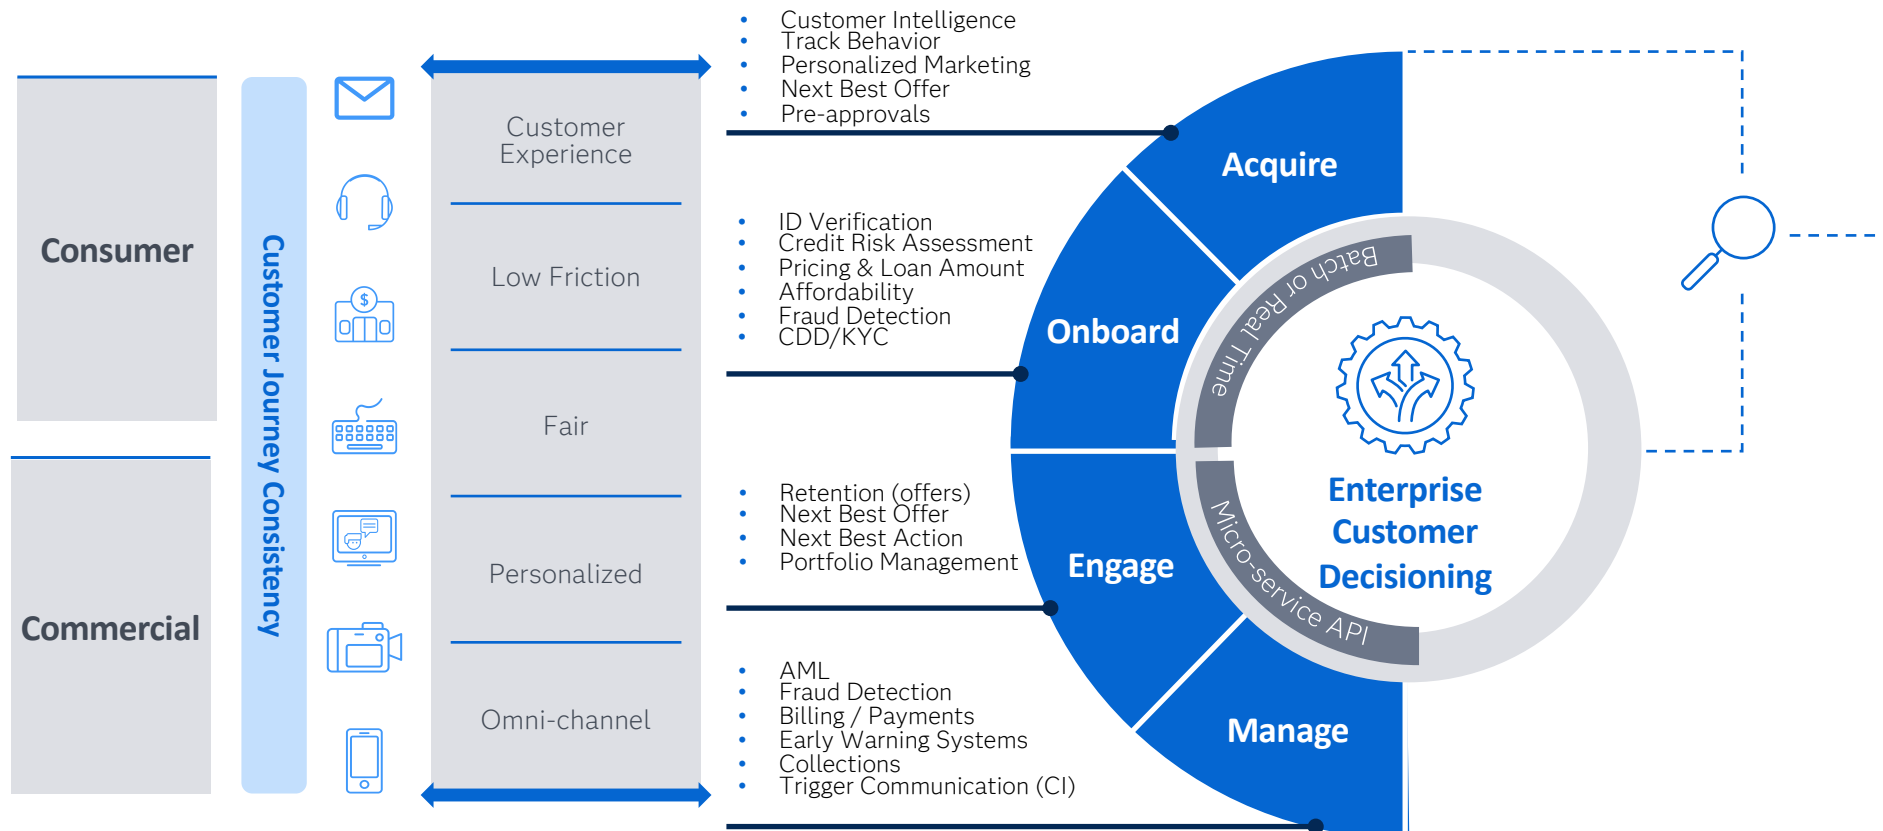 Consumer
Commercial
Customer Journey Consistency
$
Customer
Experience
Low Friction
Fair
Personalized
Omni-channel
• Customer Intelligence
• Track Behavior
• Personalized Marketing
• Next Best Offer
• Pre-approvals
• ID Verification
• Credit Risk Assessment
• Pricing & Loan Amount
• Affordability
• Fraud Detection
• CDD/KYC
• Retention (offers)
• Next Best Offer
• Next Best Action
• Portfolio Management
• AML
• Fraud Detection
• Billing / Payments
• Early Warning Systems
• Collections
• Trigger Communication (CI)
Acquire
Onboard
Engage
Manage
Batch or Real Time
Micro-service API
Enterprise
Customer
Decisioning